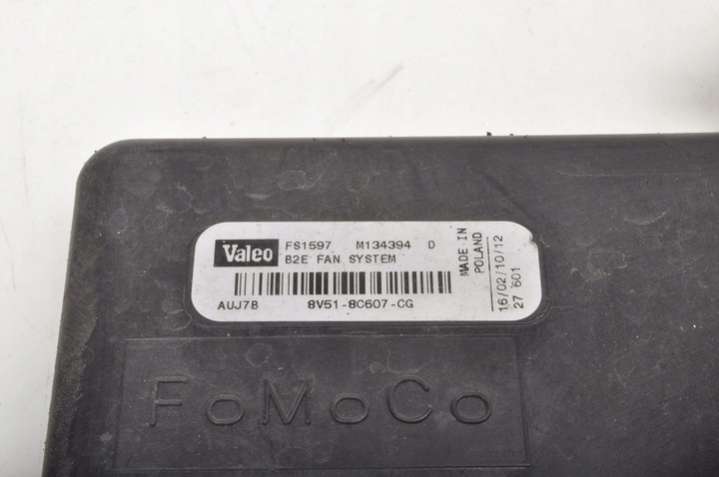 Valeo FS1597 M134394 D
B2E FAN SYSTEM
AUJ7B 8V51-8C607-CG
MADE IN
POLAND
16/02/10/12
27 601
FoMoCo